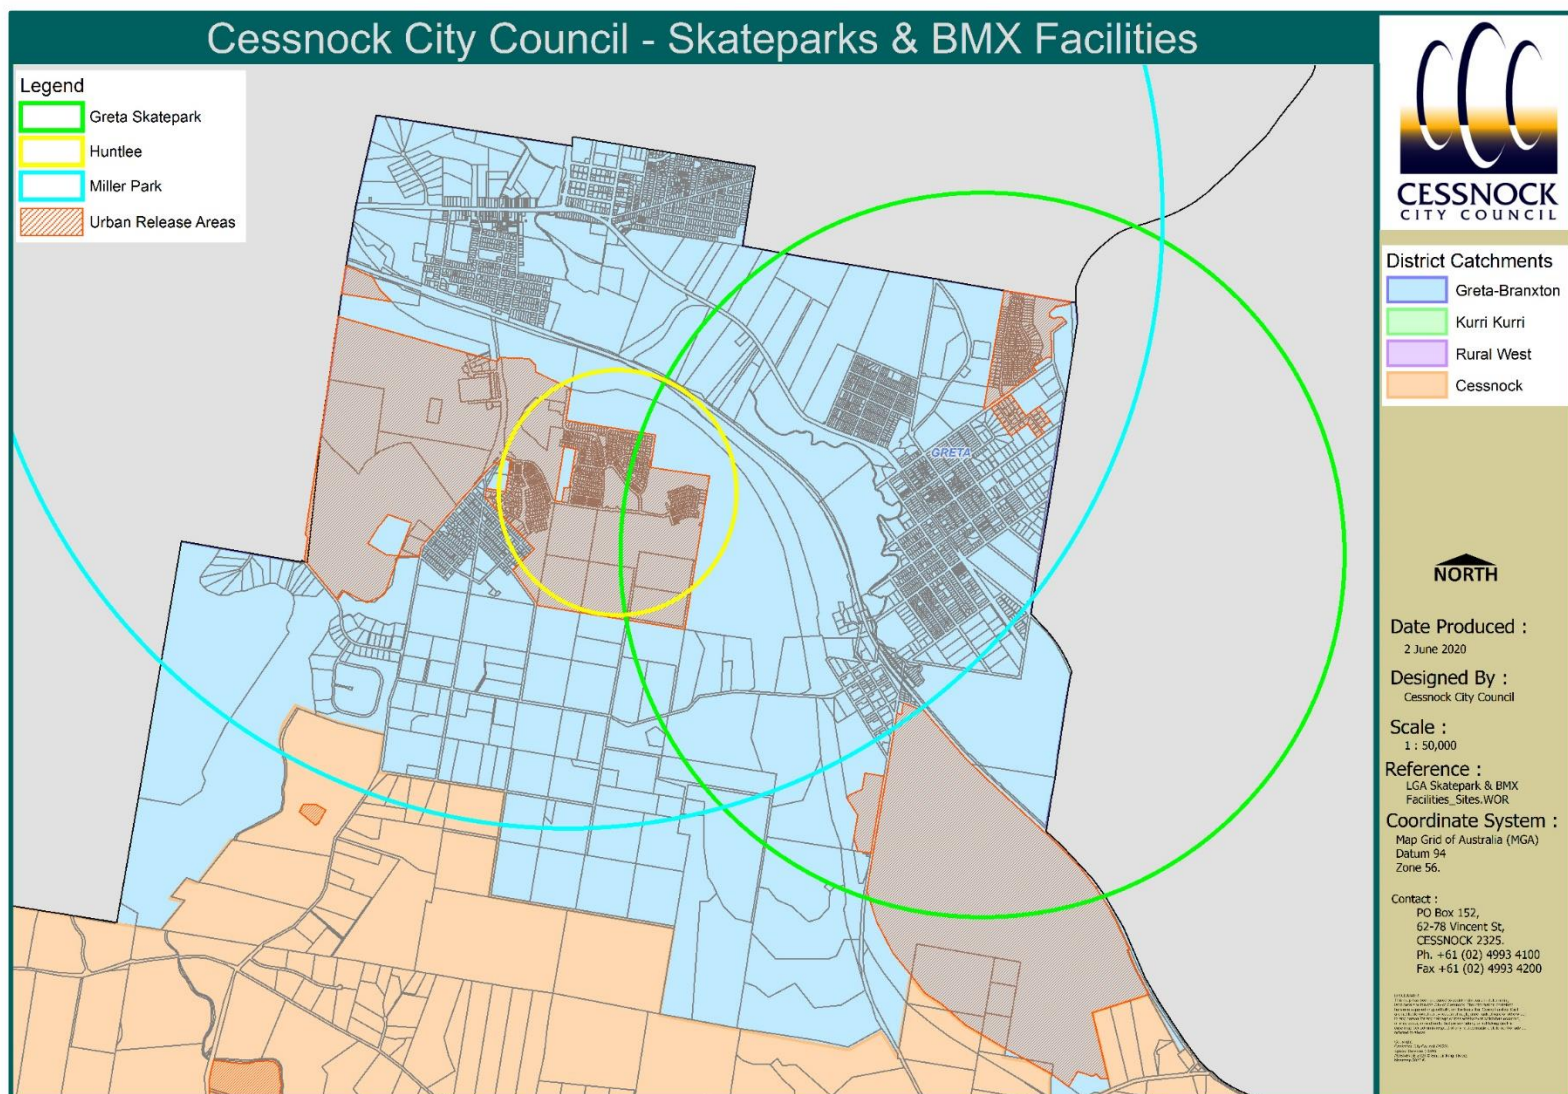 Cessnock City Council - Skateparks & BMX Facilities
Legend
Greta Skatepark
Huntlee
Miller Park
Urban Release Areas
GRETA
CESSNOCK
CITY COUNCIL
District Catchments
Greta-Branxton
Kurri Kurri
Rural West
Cessnock
NORTH
Date Produced :
2 June 2020
Designed By :
Cessnock City Council
Scale :
1 : 50,000
Reference :
LGA Skatepark & BMX
Facilities_Sites.WOR
Coordinate System :
Map Grid of Australia (MGA)
Datum 94
Zone 56.
Contact :
PO Box 152,
62-78 Vincent St,
CESSNOCK 2325.
Ph. +61 (02) 4993 4100
Fax +61 (02) 4993 4200